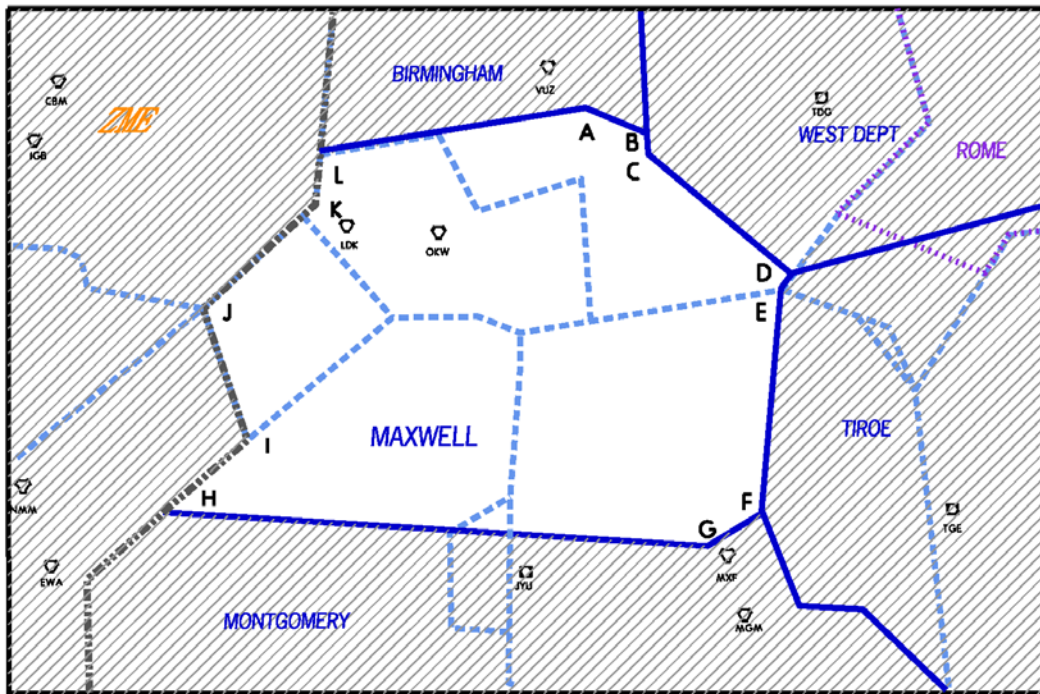 BIRMINGHAM
VUZ
CBM
ZME
TDG
A
B
WEST DEPT
IGB
L
C
ROME
K
LDK
OKW
D
J
E
MAXWELL
TIROE
I
H
F
NMM
G
TGE
MXF
EWA
JYU
MONTGOMERY
MGM